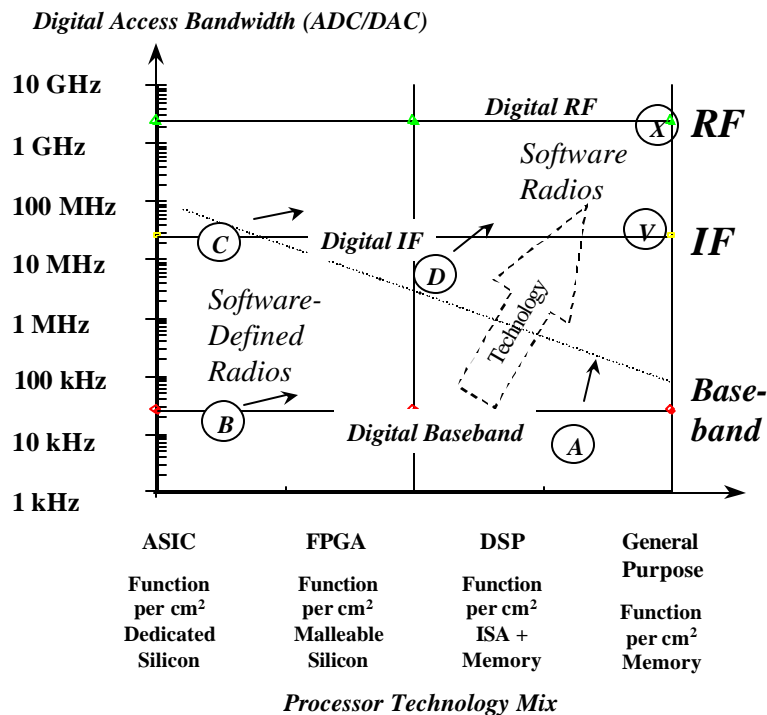 Digital Access Bandwidth (ADC/DAC)
10 GHz
Digital RF
X
RF
1 GHz
Software
Radios
100 MHz
C
Digital IF
V
IF
10 MHz
D
Software-
Defined
Radios
1 MHz
Technology
100 kHz
Base-
band
B
Digital Baseband
A
10 kHz
1 kHz
ASIC
Function
per cm²
Dedicated
Silicon
FPGA
Function
per cm²
Malleable
Silicon
DSP
Function
per cm²
ISA +
Memory
General
Purpose
Function
per cm²
Memory
Processor Technology Mix